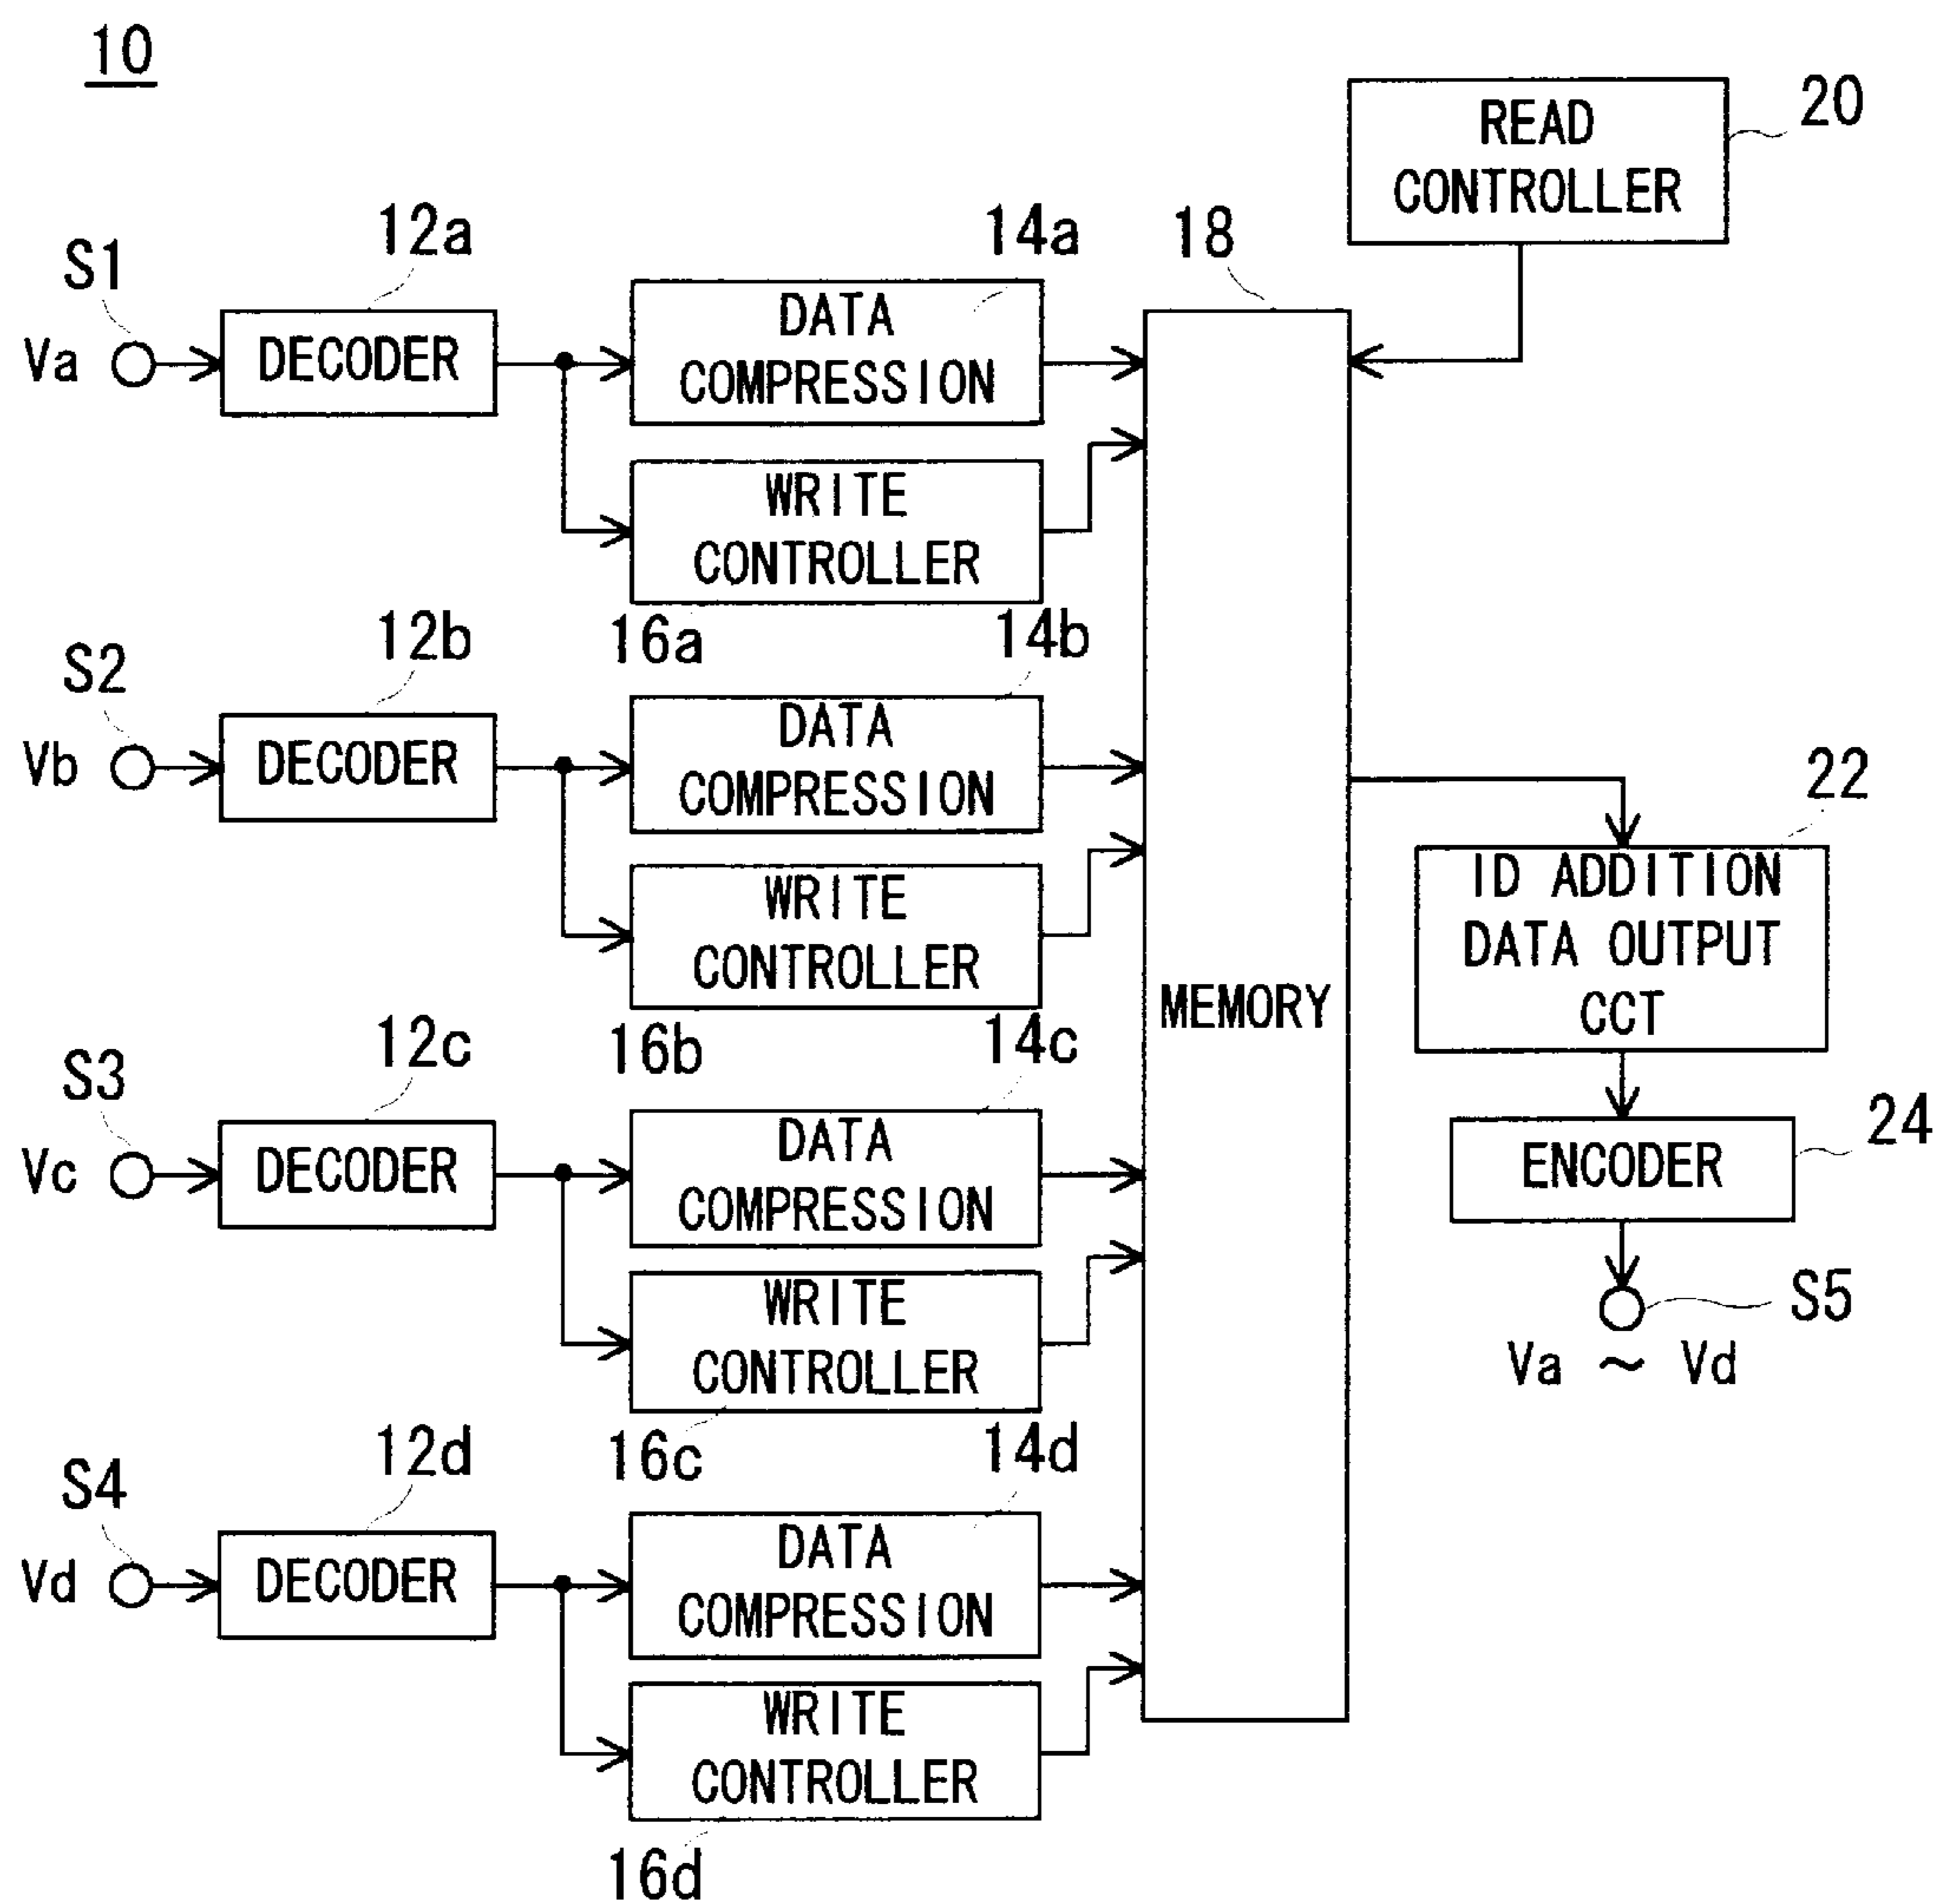 10
READ
CONTROLLER
20
S1
12a
14a
18
Va
DECODER
DATA
COMPRESSION
WRITE
CONTROLLER
16a
S2
12b
14b
Vb
DECODER
DATA
COMPRESSION
WRITE
CONTROLLER
16b
MEMORY
22
ID ADDITION
DATA OUTPUT
CCT
S3
12c
14c
Vc
DECODER
DATA
COMPRESSION
WRITE
CONTROLLER
16c
ENCODER
24
S5
Va ~ Vd
S4
12d
14d
Vd
DECODER
DATA
COMPRESSION
WRITE
CONTROLLER
16d